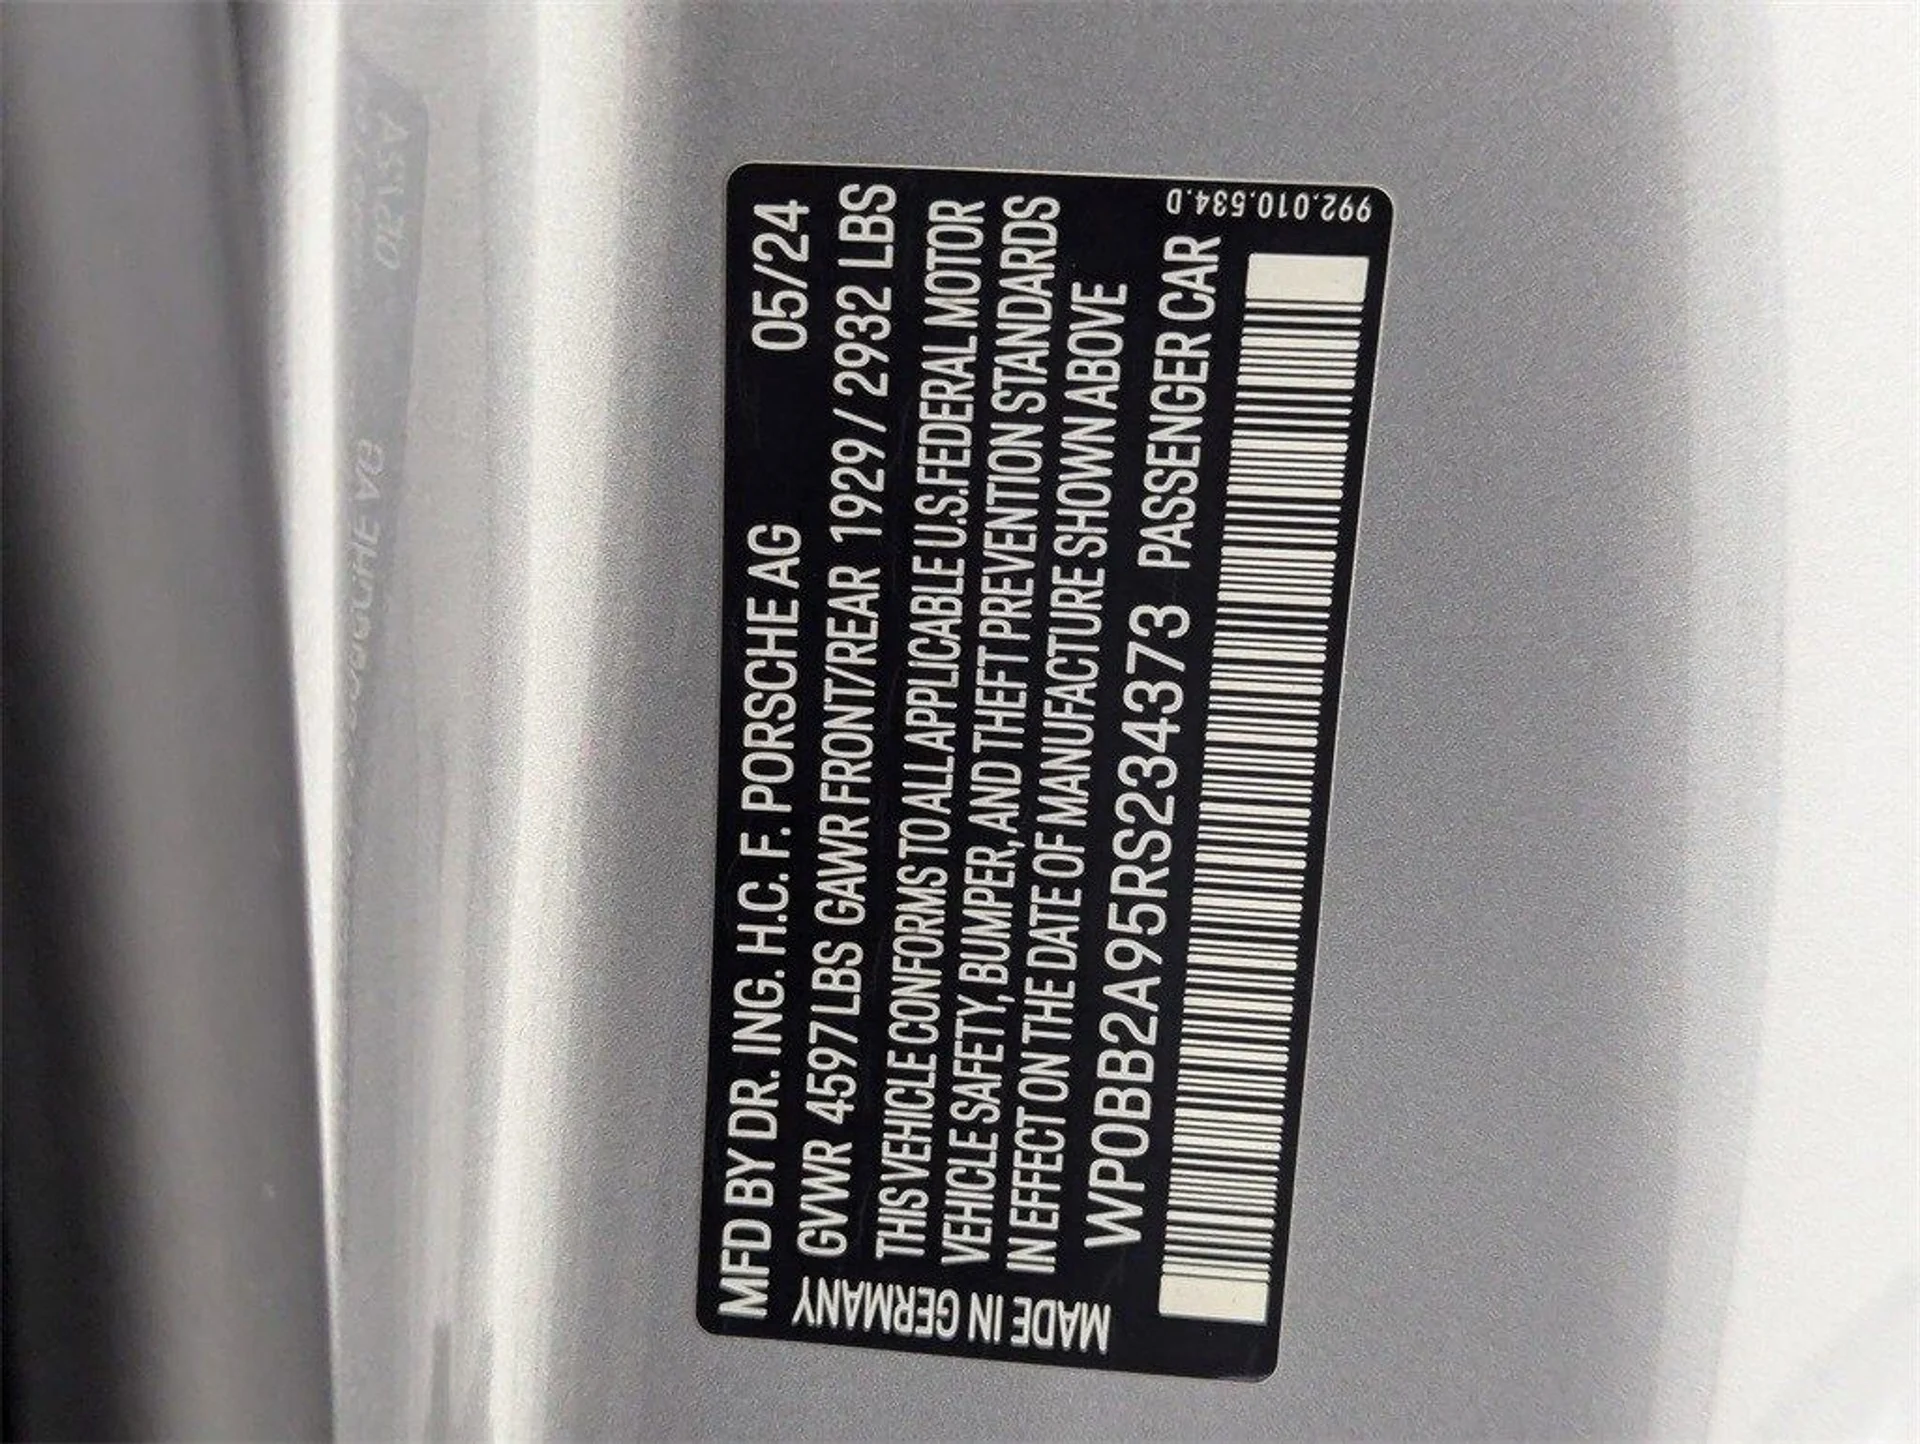 MFD BY DR. ING. H.C. F. PORSCHE AG 05/24
GVWR 4597LBS GAWR FRONT/REAR 1929 / 2932 LBS
THIS VEHICLE CONFORMS TO ALL APPLICABLE U.S. FEDERAL MOTOR
VEHICLE SAFETY, BUMPER, AND THEFT PREVENTION STANDARDS
IN EFFECT ON THE DATE OF MANUFACTURE SHOWN ABOVE
WP0BB2A95RS234373 PASSENGER CAR
MADE IN GERMANY
992.010.534.D